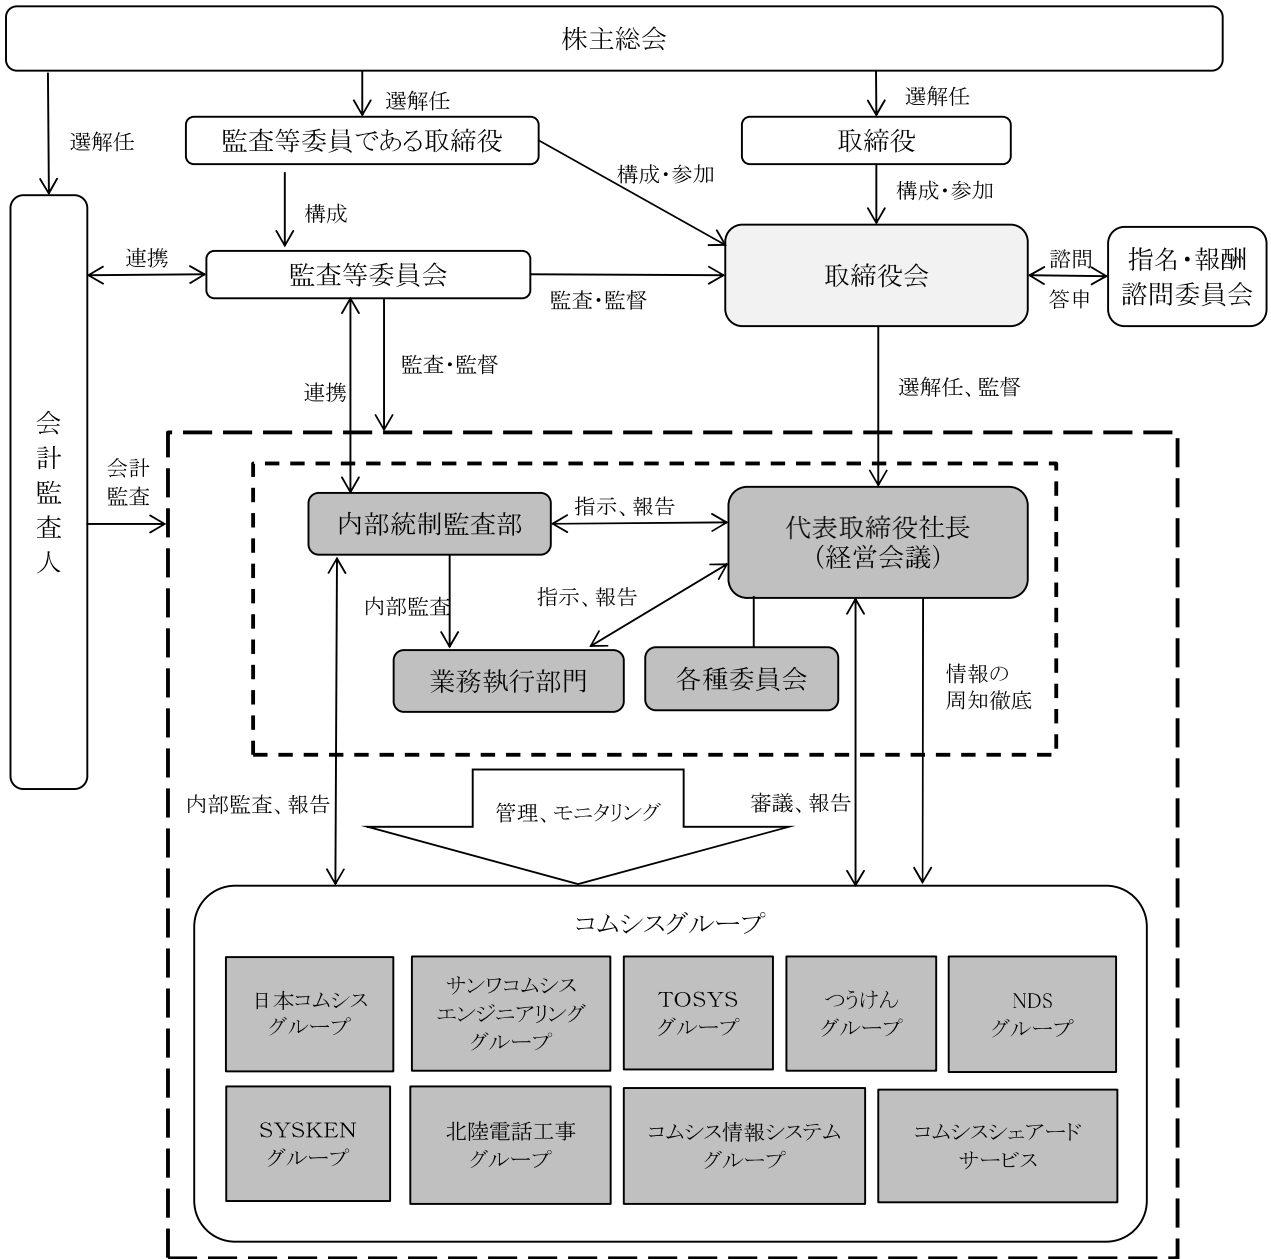 株主総会
選解任
選解任
選解任
監査等委員である取締役
取締役
構成・参加
構成・参加
構成
連携
監査等委員会
監査・監督
取締役会
諮問
答申
指名・報酬
諮問委員会
監査・監督
連携
選解任、監督
会計監査人
会計
監査
内部統制監査部
指示、報告
代表取締役社長
（経営会議）
内部監査
指示、報告
業務執行部門
各種委員会
情報の
周知徹底
内部監査、報告
管理、モニタリング
審議、報告
コムシスグループ
日本コムシス
グループ
サンワコムシス
エンジニアリング
グループ
TOSYS
グループ
つうけん
グループ
NDS
グループ
SYSKEN
グループ
北陸電話工事
グループ
コムシス情報システム
グループ
コムシスシェアード
サービス